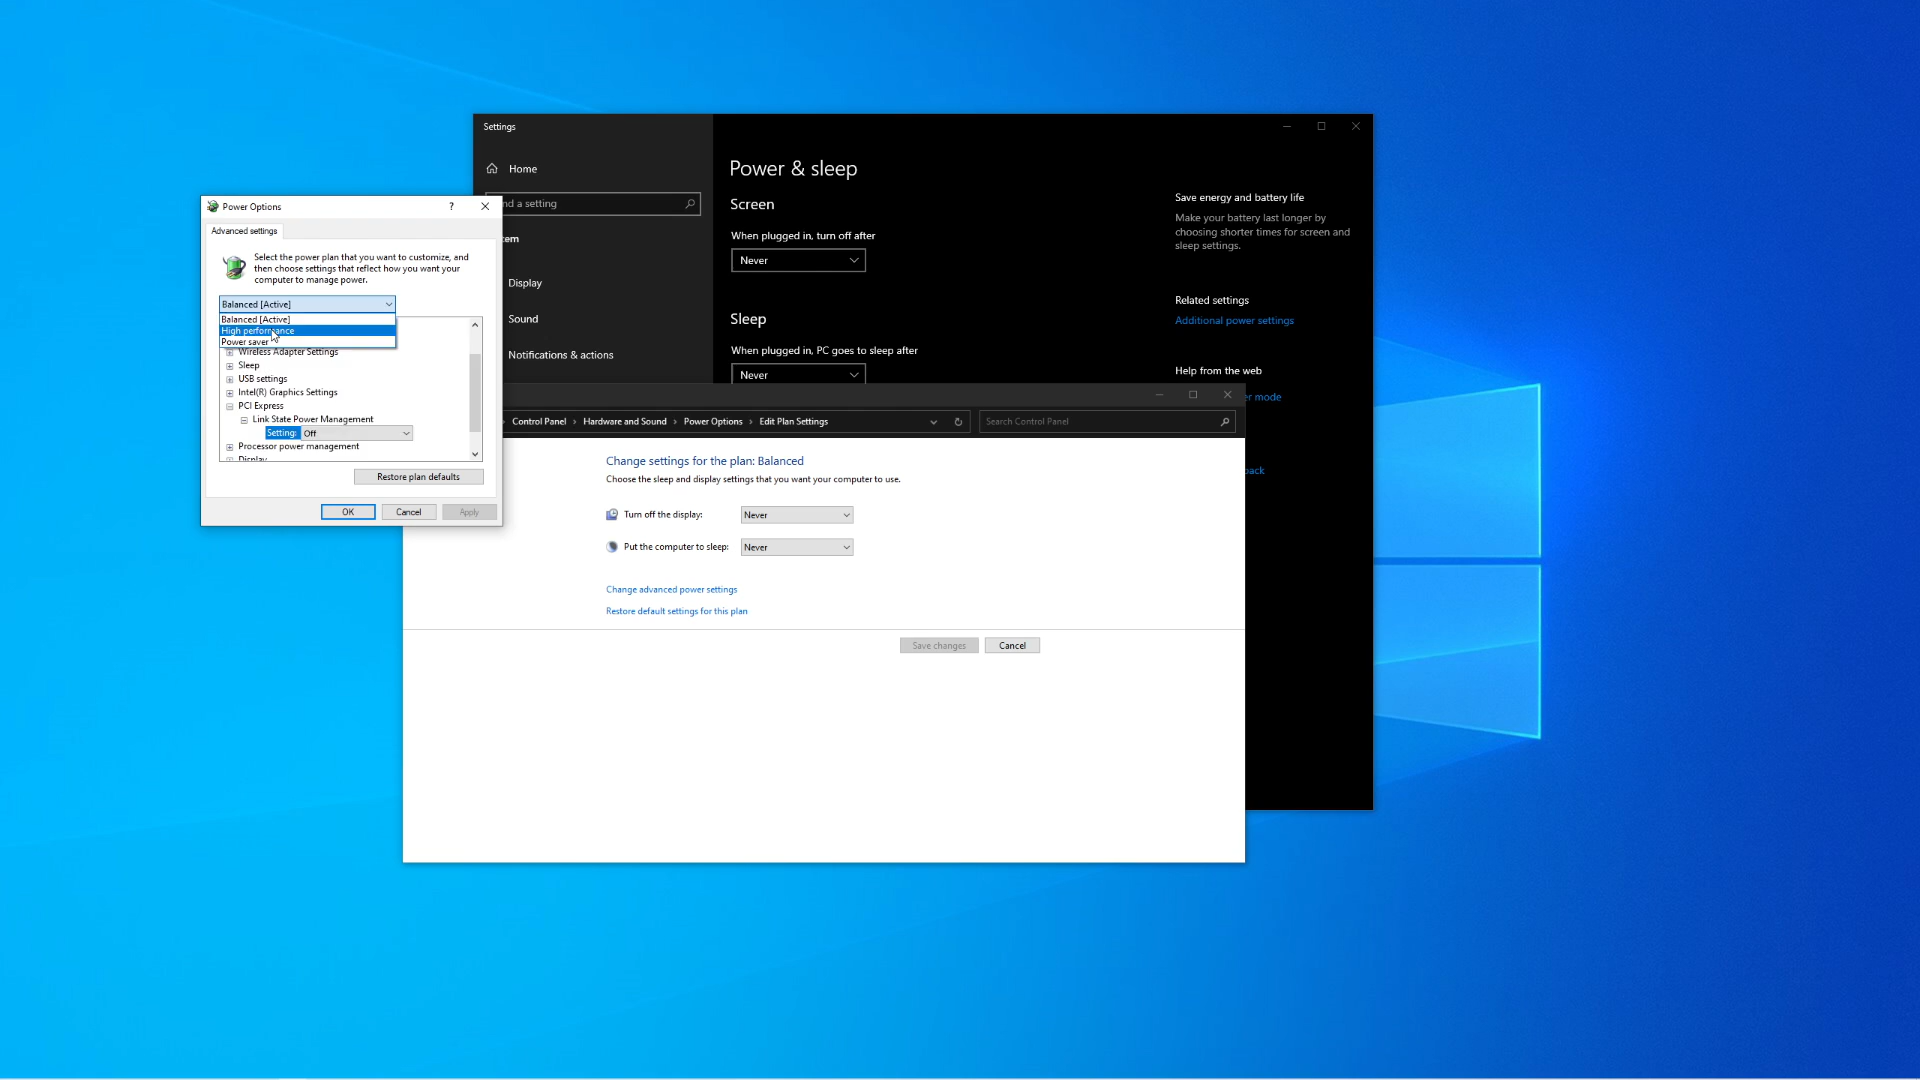 Settings
Home
nd a setting
tem
Display
Sound
Notifications & actions
Power & sleep
Screen
When plugged in, turn off after
Never
Sleep
When plugged in, PC goes to sleep after
Never
Save energy and battery life
Make your battery last longer by
choosing shorter times for screen and
sleep settings.
Related settings
Additional power settings
Help from the web
er mode
back
Power Options
?
Advanced settings
Select the power plan that you want to customize, and
then choose settings that reflect how you want your
computer to manage power.
Balanced [Active]
Balanced [Active]
High performance
Power saver
Wireless Adapter Settings
Sleep
USB settings
Intel(R) Graphics Settings
PCI Express
Link State Power Management
Setting: Off
Processor power management
Display
Restore plan defaults
OK Cancel Apply
Control Panel › Hardware and Sound › Power Options › Edit Plan Settings
Search Control Panel
Change settings for the plan: Balanced
Choose the sleep and display settings that you want your computer to use.
Turn off the display: Never
Put the computer to sleep: Never
Change advanced power settings
Restore default settings for this plan
Save changes Cancel